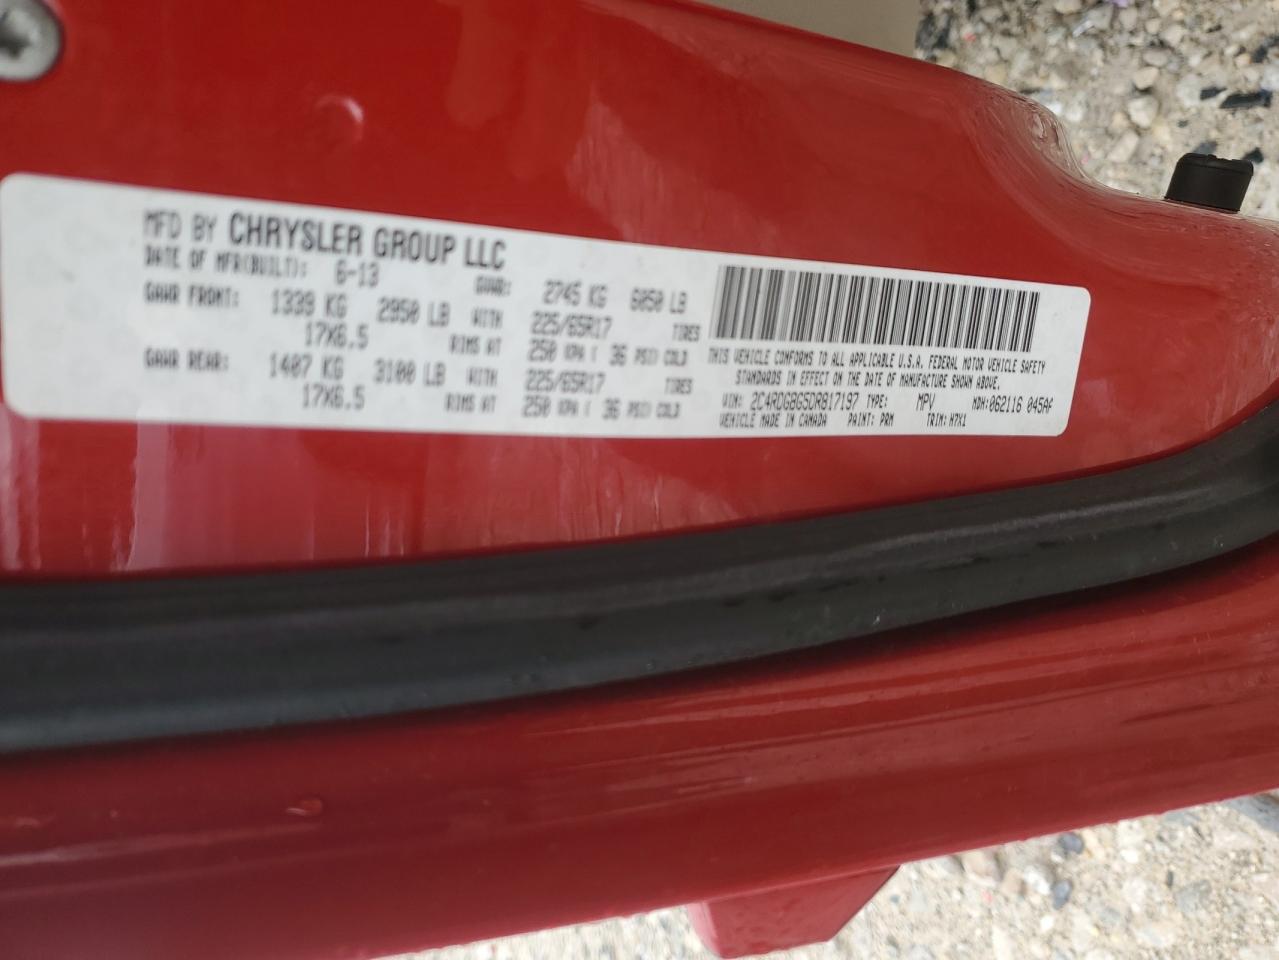 MFD BY CHRYSLER GROUP LLC
DATE OF MFR(BUILT): 6-13 GVWR: 2745 KG 6050 LB
GAWR FRONT: 1339 KG 2950 LB WITH 225/65R17 TIRES
17X6.5 RIMS AT 250 KPA ( 36 PSI) COLD
GAWR REAR: 1407 KG 3100 LB WITH 225/65R17 TIRES
17X6.5 RIMS AT 250 KPA ( 36 PSI) COLD
THIS VEHICLE CONFORMS TO ALL APPLICABLE U.S.A. FEDERAL MOTOR VEHICLE SAFETY
STANDARDS IN EFFECT ON THE DATE OF MANUFACTURE SHOWN ABOVE.
VIN: 2C4RDGBG5DR817197 TYPE: MPV MDH:062116 045AF
VEHICLE MADE IN CANADA PAINT: PRM TRIM: H7X1